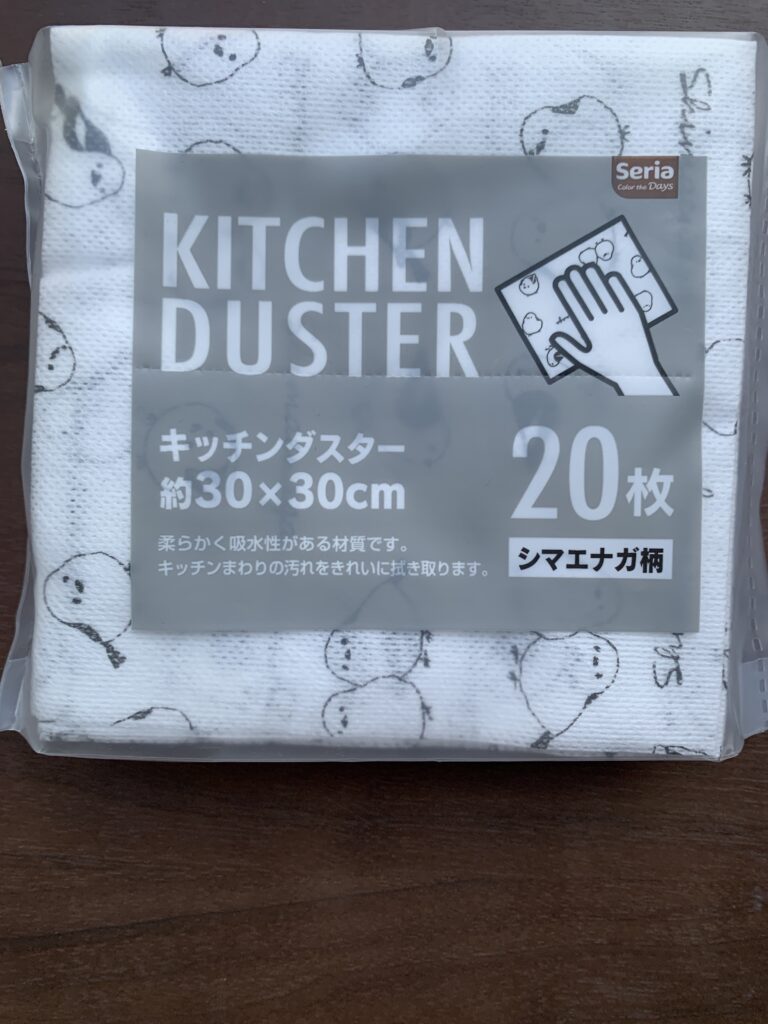 Seria
Color the Days
KITCHEN
DUSTER
キッチンダスター
約30×30cm
20枚
柔らかく吸水性がある材質です。
キッチンまわりの汚れをきれいに拭き取ります。
シマエナガ柄